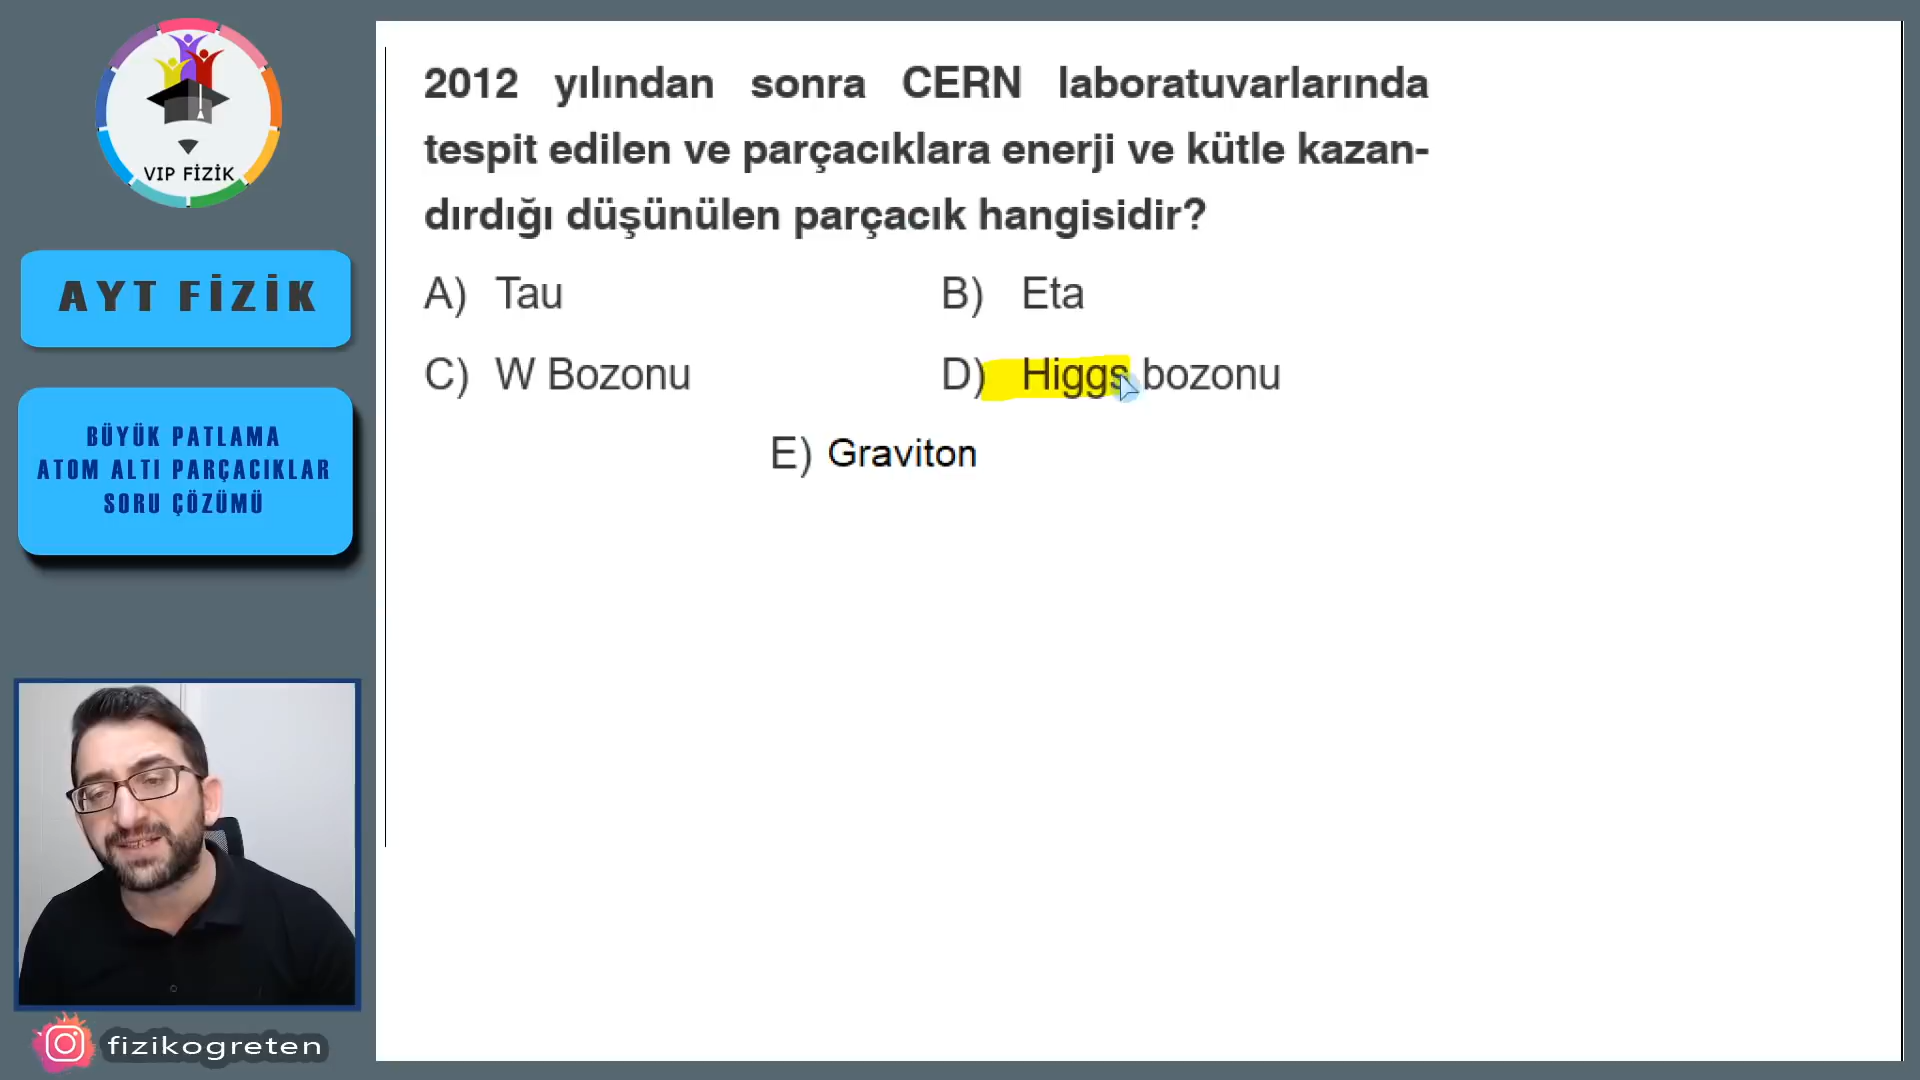 VIP FİZİK
AYT FİZİK
BÜYÜK PATLAMA
ATOM ALTI PARÇACIKLAR
SORU ÇÖZÜMÜ
fizikogreten
2012 yılından sonra CERN laboratuvarlarında
tespit edilen ve parçacıklara enerji ve kütle kazan-
dırdığı düşünülen parçacık hangisidir?
A) Tau
B) Eta
C) W Bozonu
D) Higgs bozonu
E) Graviton